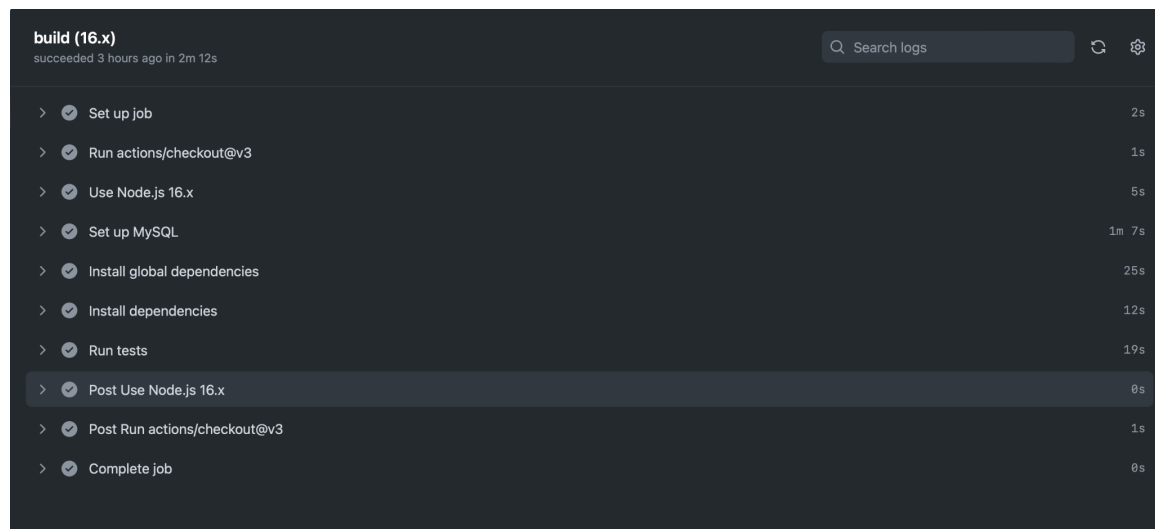 build (16.x)
succeeded 3 hours ago in 2m 12s
Search logs
Set up job 2s
Run actions/checkout@v3 1s
Use Node.js 16.x 5s
Set up MySQL 1m 7s
Install global dependencies 25s
Install dependencies 12s
Run tests 19s
Post Use Node.js 16.x 0s
Post Run actions/checkout@v3 1s
Complete job 0s